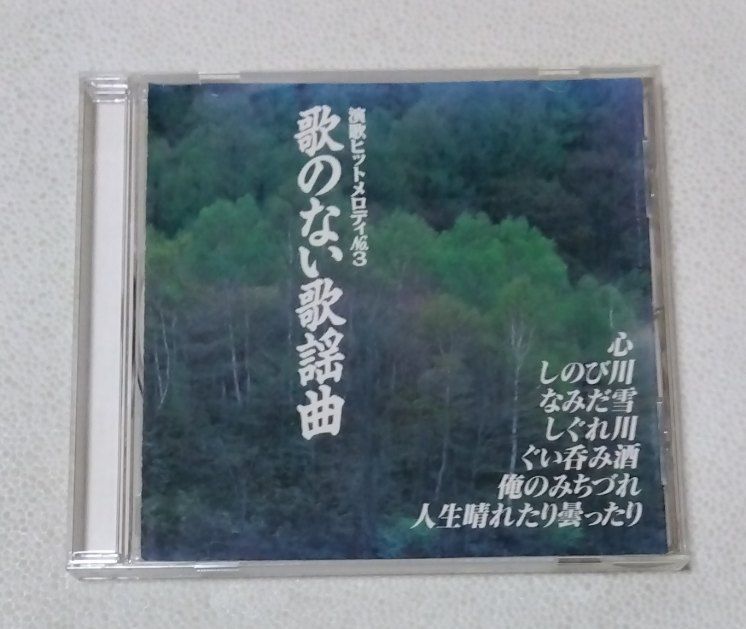 演歌ヒットメロディ№3
歌のない歌謡曲
心
しのび川
なみだ雪
しぐれ川
ぐい呑み酒
俺のみちづれ
人生晴れたり曇ったり